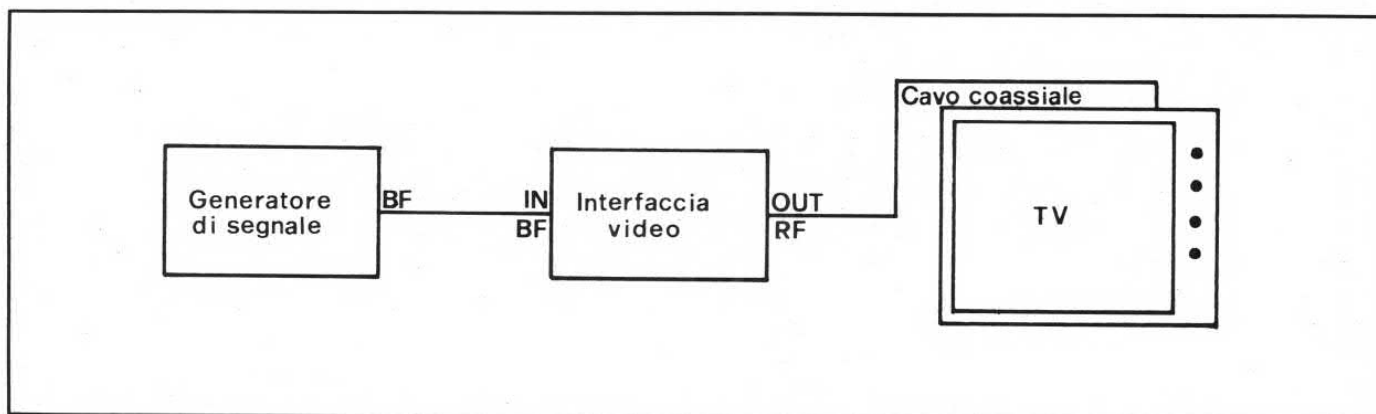 Cavo coassiale
Generatore
di segnale
BF
IN
BF
Interfaccia
video
OUT
RF
TV